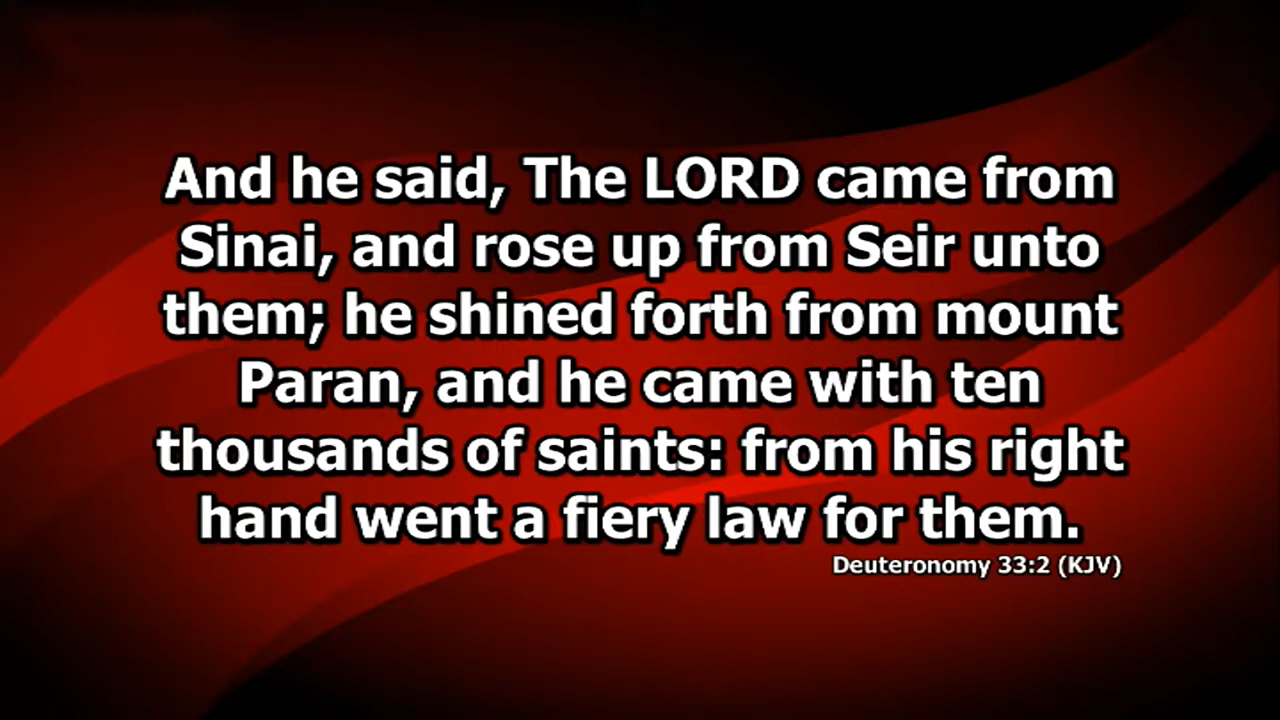 And he said, The LORD came from
Sinai, and rose up from Seir unto
them; he shined forth from mount
Paran, and he came with ten
thousands of saints: from his right
hand went a fiery law for them.
Deuteronomy 33:2 (KJV)